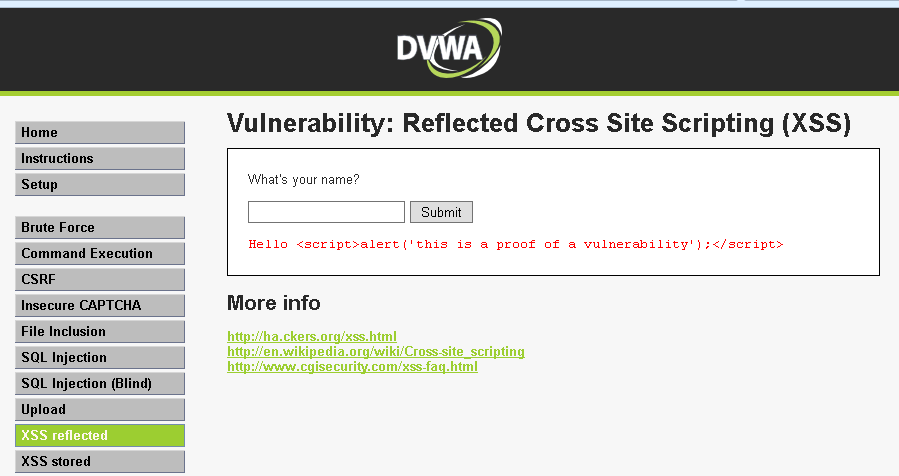 DVWA
Home
Instructions
Setup
Brute Force
Command Execution
CSRF
Insecure CAPTCHA
File Inclusion
SQL Injection
SQL Injection (Blind)
Upload
XSS reflected
XSS stored
Vulnerability: Reflected Cross Site Scripting (XSS)
What's your name?
Submit
Hello <script>alert('this is a proof of a vulnerability');</script>
More info
http://ha.ckers.org/xss.html
http://en.wikipedia.org/wiki/Cross-site_scripting
http://www.cgisecurity.com/xss-faq.html